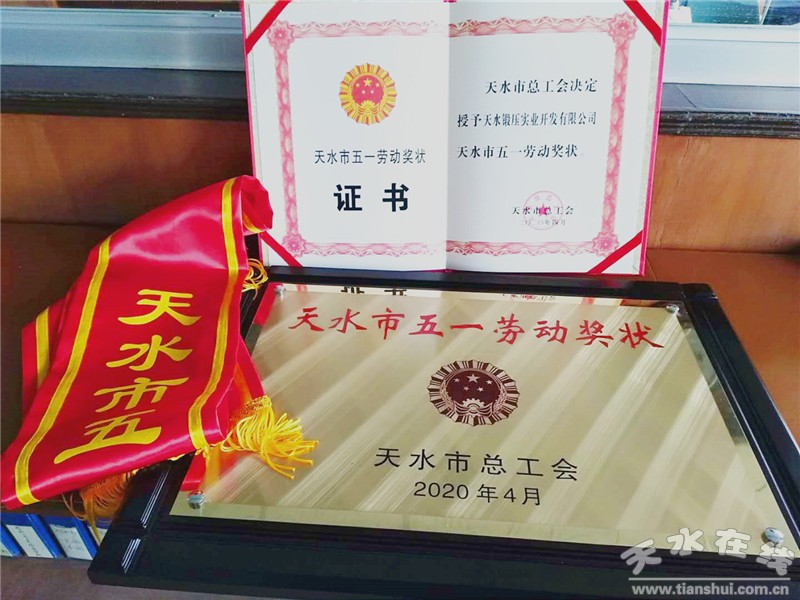 天水市五一劳动奖状
证 书
天水市总工会决定
授予天水锻压实业开发有限公司
天水市五一劳动奖状。
天水市总工会
天水市五
天水市五一劳动奖状
天水市总工会
2020年4月
天水在线
www.tianshui.com.cn